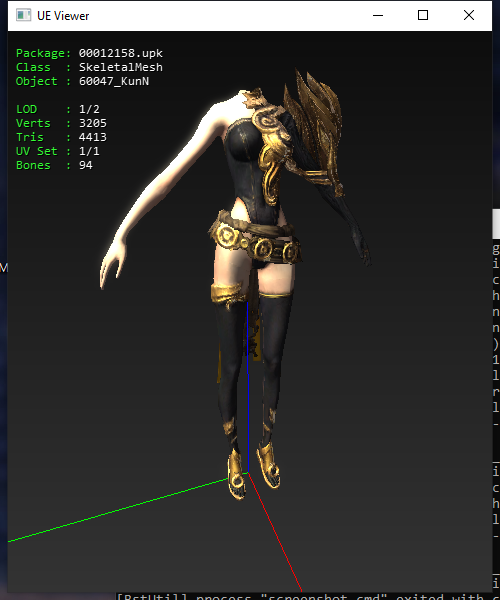 UE Viewer
Package: 00012158.upk
Class : SkeletalMesh
Object : 60047_KunN
LOD : 1/2
Verts : 3205
Tris : 4413
UV Set : 1/1
Bones : 94
M
g
i
c
h
n
n
)
1
l
r
l
-
i
c
h
l
-
i
[RstUtil] process "screenshot.cmd" exited with c